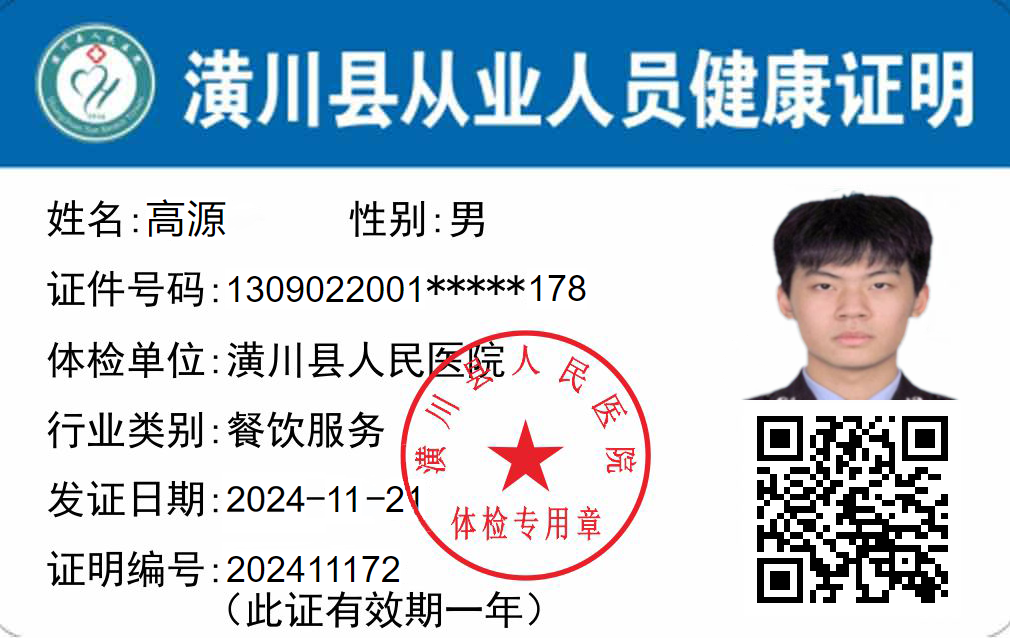 潢川县从业人员健康证明
姓名:高源 性别:男
证件号码:1309022001*****178
体检单位:潢川县人民医院
行业类别:餐饮服务
发证日期:2024-11-21
证明编号:202411172
（此证有效期一年）
潢川县人民医院
体检专用章